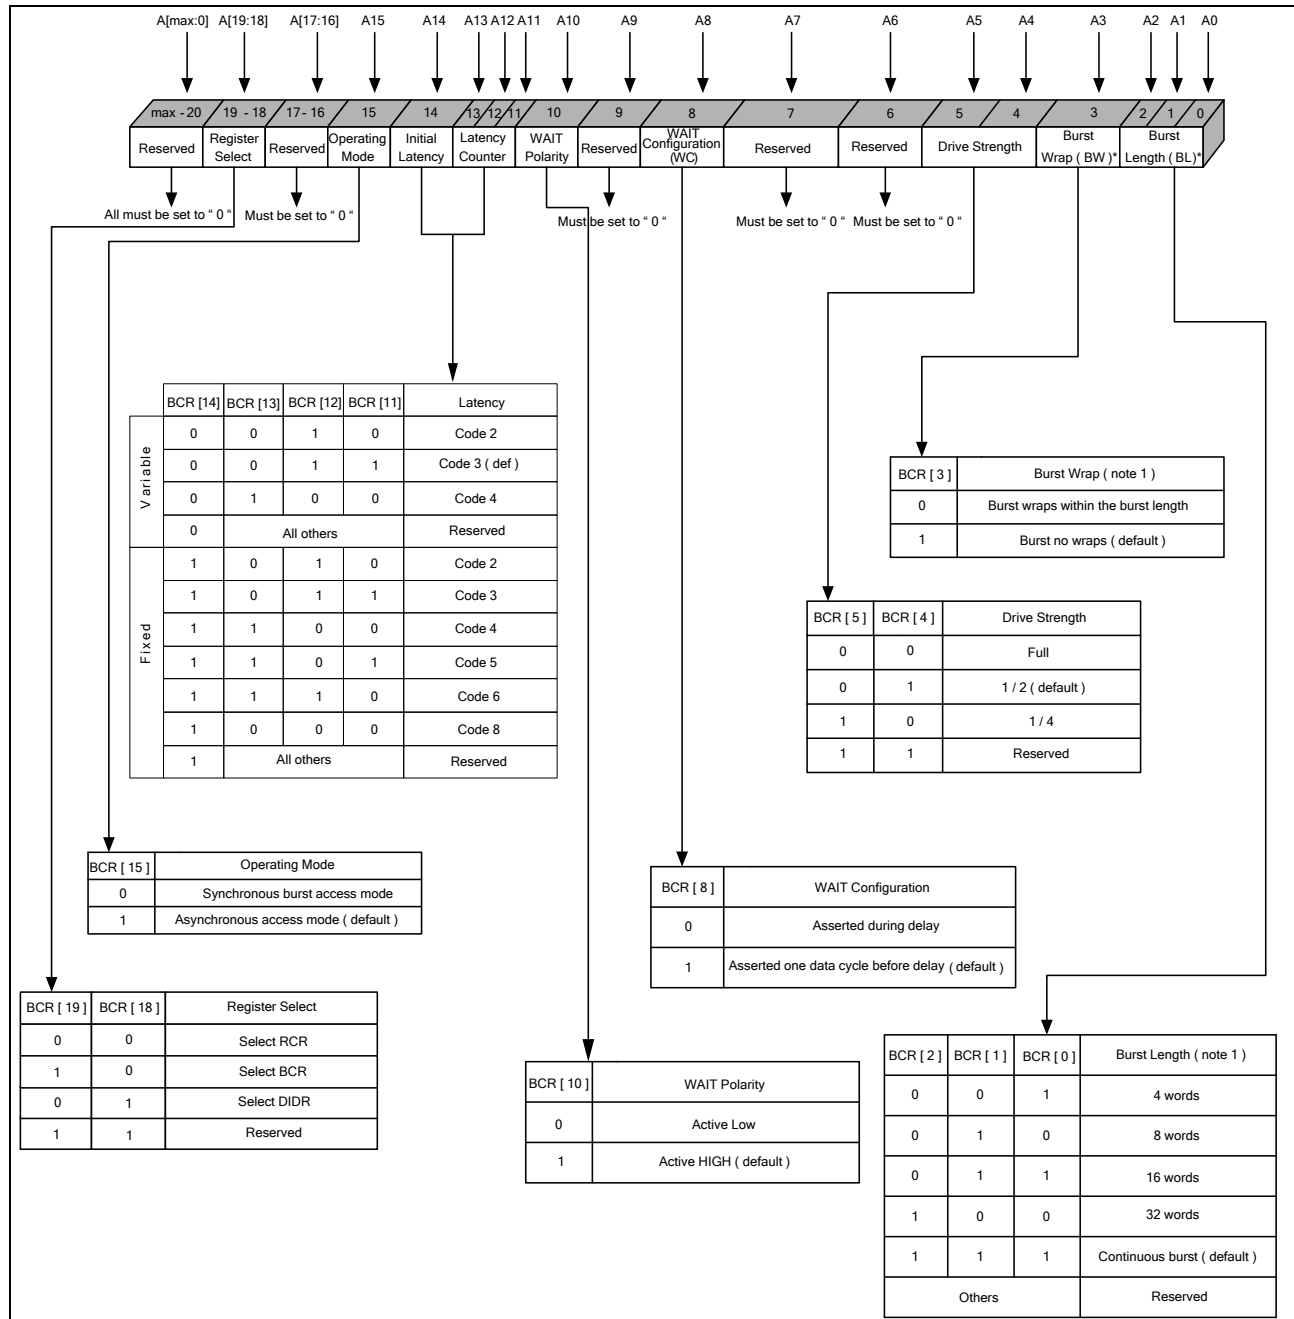 A[max:0] A[19:18] A[17:16] A15 A14 A13 A12 A11 A10 A9 A8 A7 A6 A5 A4 A3 A2 A1 A0
max - 20 19 - 18 17 - 16 15 14 13 12 11 10 9 8 7 6 5 4 3 2 1 0
Reserved
Register
Select
Reserved
Operating
Mode
Initial
Latency
Latency
Counter
WAIT
Polarity
Reserved
WAIT
Configuration
(WC)
Reserved
Reserved
Drive Strength
Burst
Wrap ( BW )*
Burst
Length ( BL)*
All must be set to “ 0 “
Must be set to “ 0 “
Must be set to “ 0 “
Must be set to “ 0 “
Must be set to “ 0 “
BCR [14] BCR [13] BCR [12] BCR [11] Latency
Variable
0 0 1 0 Code 2
0 0 1 1 Code 3 ( def )
0 1 0 0 Code 4
0 All others Reserved
Fixed
1 0 1 0 Code 2
1 0 1 1 Code 3
1 1 0 0 Code 4
1 1 0 1 Code 5
1 1 1 0 Code 6
1 0 0 0 Code 8
1 All others Reserved
BCR [ 3 ] Burst Wrap ( note 1 )
0 Burst wraps within the burst length
1 Burst no wraps ( default )
BCR [ 5 ] BCR [ 4 ] Drive Strength
0 0 Full
0 1 1 / 2 ( default )
1 0 1 / 4
1 1 Reserved
BCR [ 15 ] Operating Mode
0 Synchronous burst access mode
1 Asynchronous access mode ( default )
BCR [ 8 ] WAIT Configuration
0 Asserted during delay
1 Asserted one data cycle before delay ( default )
BCR [ 19 ] BCR [ 18 ] Register Select
0 0 Select RCR
1 0 Select BCR
0 1 Select DIDR
1 1 Reserved
BCR [ 10 ] WAIT Polarity
0 Active Low
1 Active HIGH ( default )
BCR [ 2 ] BCR [ 1 ] BCR [ 0 ] Burst Length ( note 1 )
0 0 1 4 words
0 1 0 8 words
0 1 1 16 words
1 0 0 32 words
1 1 1 Continuous burst ( default )
Others Reserved